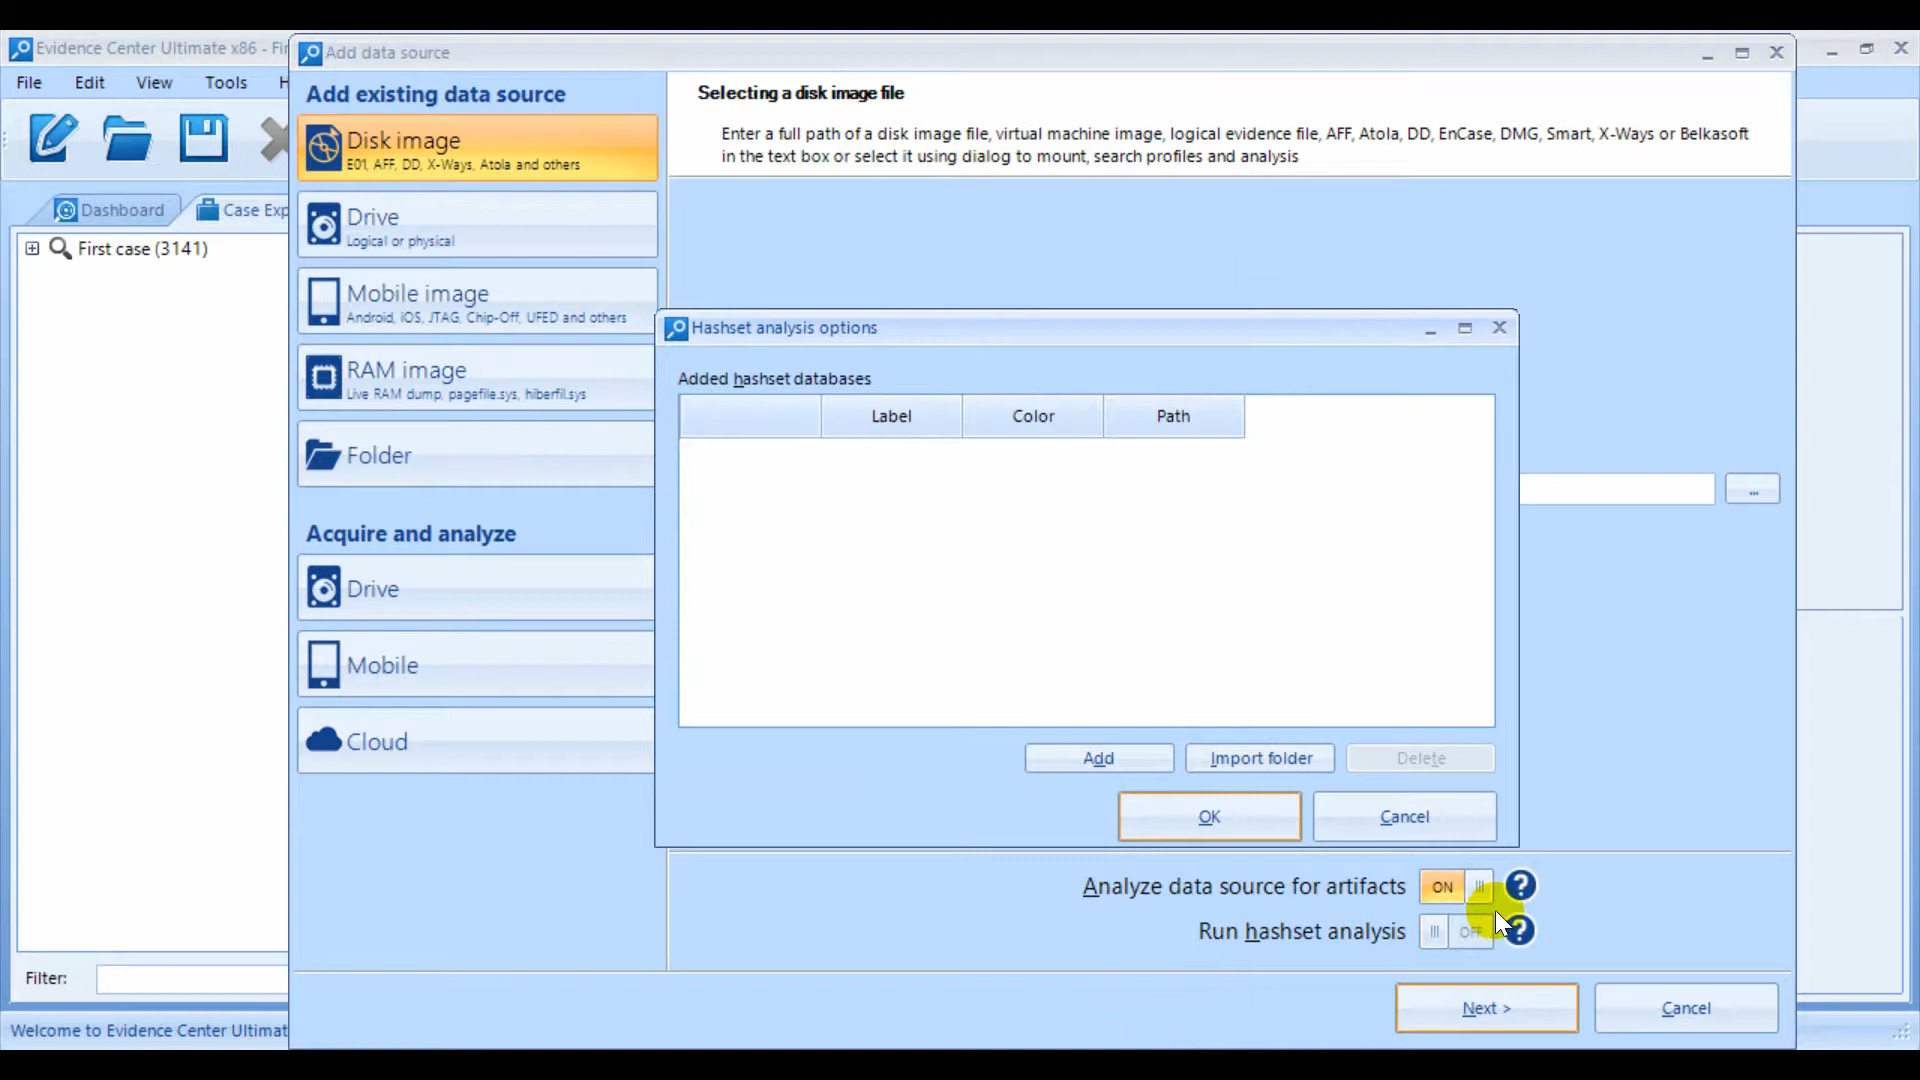 Evidence Center Ultimate x86 - Fir
Add data source
File Edit View Tools H
Dashboard
Case Exp
First case (3141)
Filter:
Welcome to Evidence Center Ultimat
Add existing data source
Disk image
E01, AFF, DD, X-Ways, Atola and others
Drive
Logical or physical
Mobile image
Android, iOS, JTAG, Chip-Off, UFED and others
RAM image
Live RAM dump, pagefile.sys, hiberfil.sys
Folder
Acquire and analyze
Drive
Mobile
Cloud
Selecting a disk image file
Enter a full path of a disk image file, virtual machine image, logical evidence file, AFF, Atola, DD, EnCase, DMG, Smart, X-Ways or Belkasoft
in the text box or select it using dialog to mount, search profiles and analysis
...
Hashset analysis options
Added hashset databases
Label Color Path
Add Import folder Delete
OK Cancel
Analyze data source for artifacts ON ?
Run hashset analysis OFF ?
Next > Cancel